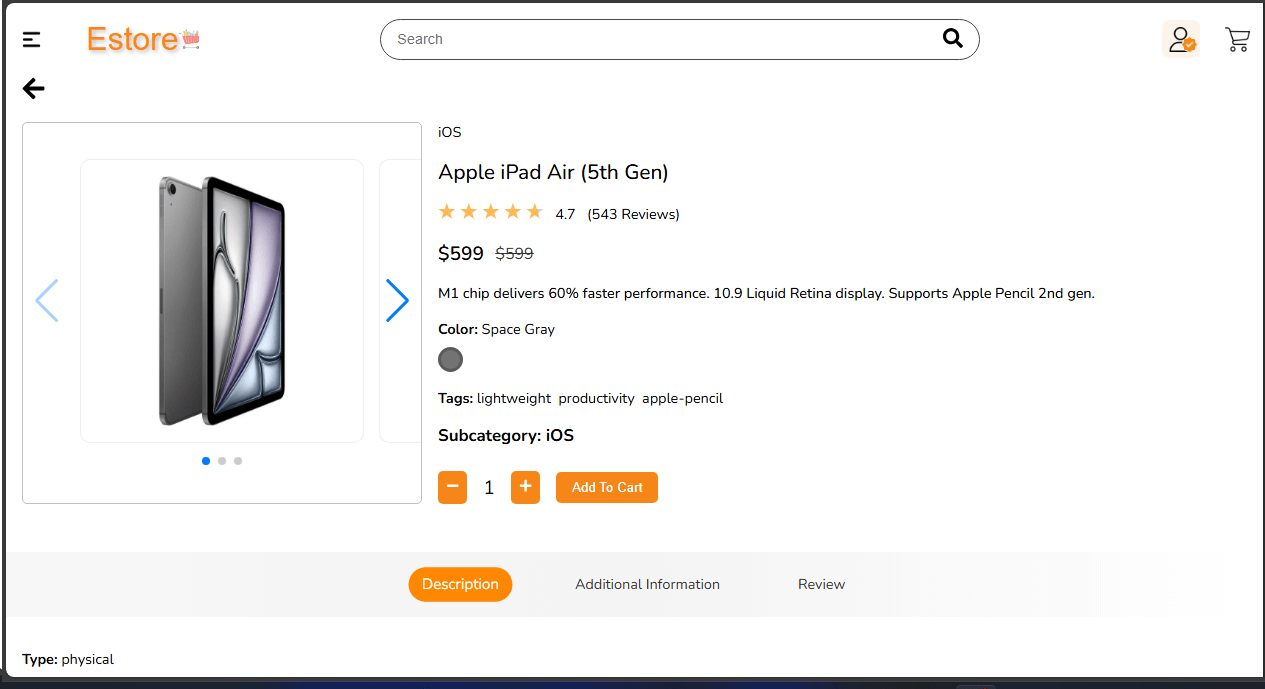 Estore
Search
iOS
Apple iPad Air (5th Gen)
4.7 (543 Reviews)
$599 $599
M1 chip delivers 60% faster performance. 10.9 Liquid Retina display. Supports Apple Pencil 2nd gen.
Color: Space Gray
Tags: lightweight productivity apple-pencil
Subcategory: iOS
− 1 + Add To Cart
Description Additional Information Review
Type: physical